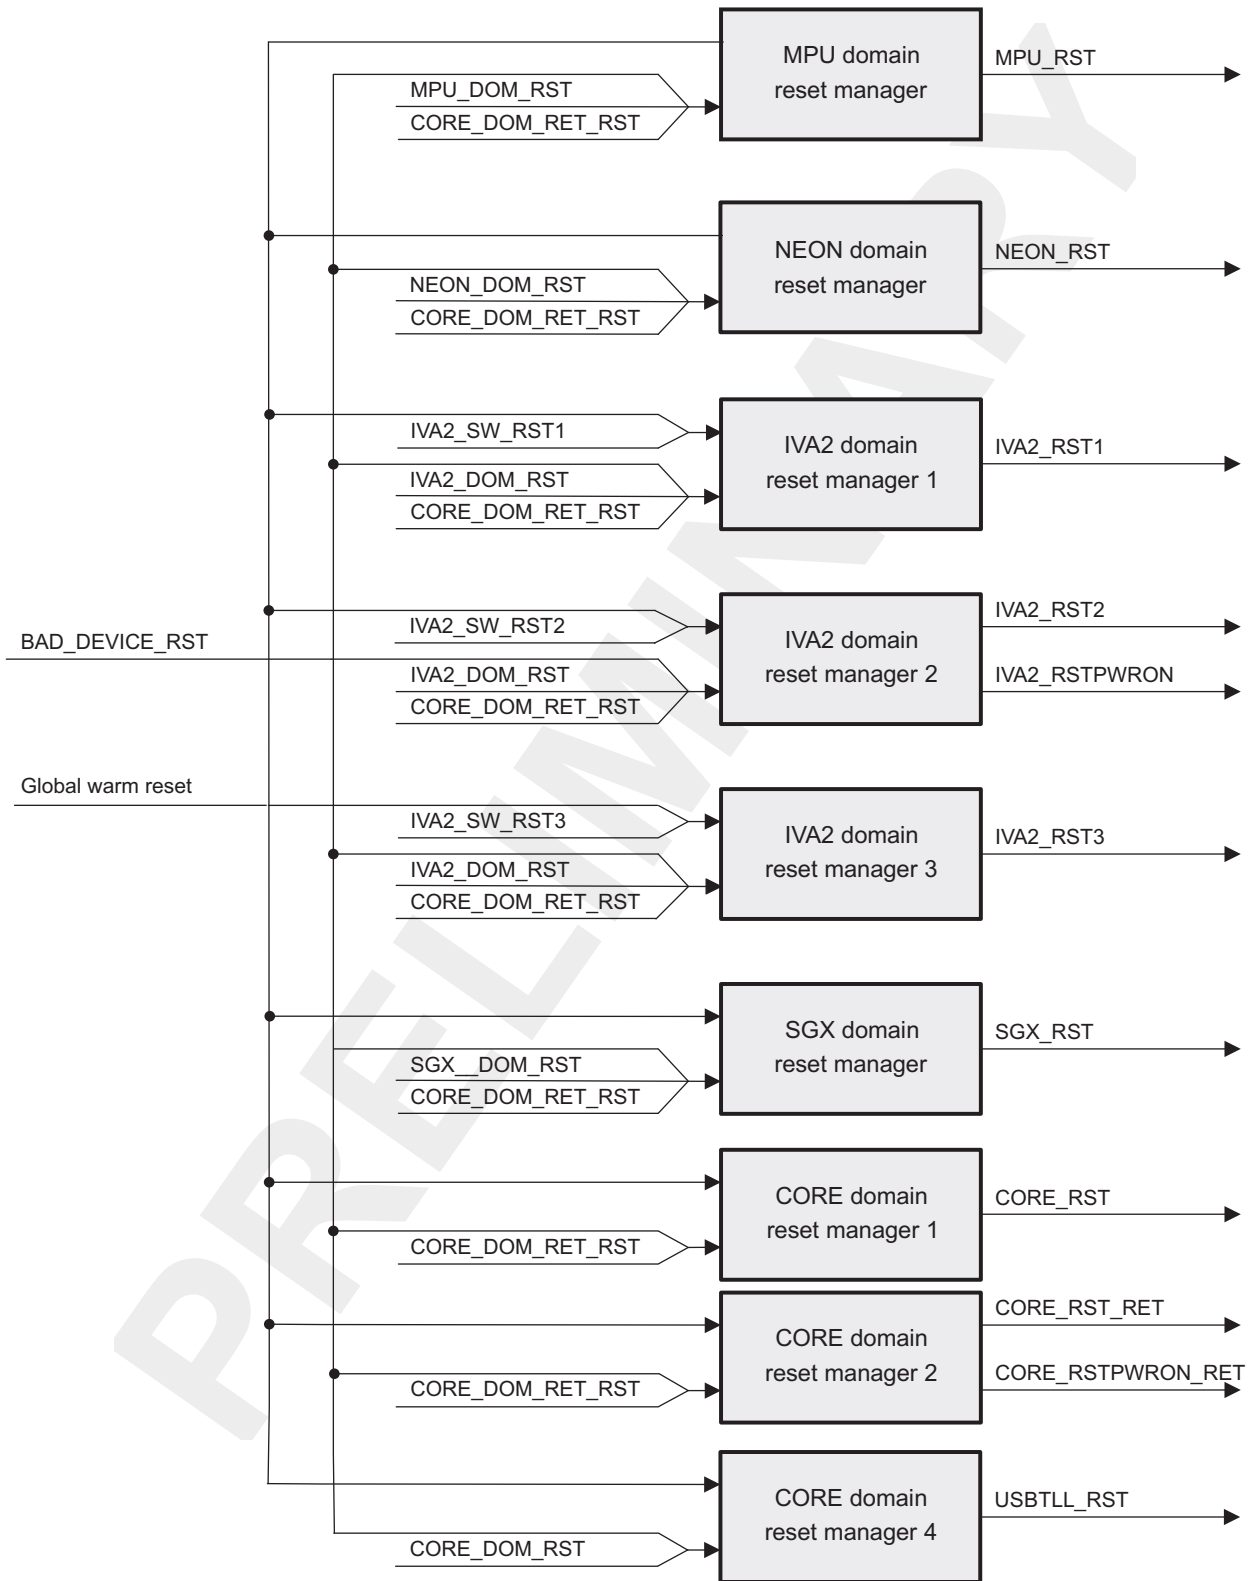 MPU domain
reset manager
MPU_RST
MPU_DOM_RST
CORE_DOM_RET_RST
NEON domain
reset manager
NEON_RST
NEON_DOM_RST
CORE_DOM_RET_RST
IVA2_SW_RST1
IVA2 domain
reset manager 1
IVA2_RST1
IVA2_DOM_RST
CORE_DOM_RET_RST
BAD_DEVICE_RST
IVA2_SW_RST2
IVA2 domain
reset manager 2
IVA2_RST2
IVA2_RSTPWRON
IVA2_DOM_RST
CORE_DOM_RET_RST
Global warm reset
IVA2_SW_RST3
IVA2 domain
reset manager 3
IVA2_RST3
IVA2_DOM_RST
CORE_DOM_RET_RST
SGX domain
reset manager
SGX_RST
SGX__DOM_RST
CORE_DOM_RET_RST
CORE domain
reset manager 1
CORE_RST
CORE_DOM_RET_RST
CORE domain
reset manager 2
CORE_RST_RET
CORE_RSTPWRON_RET
CORE_DOM_RET_RST
CORE domain
reset manager 4
USBTLL_RST
CORE_DOM_RST
PRELIMINARY